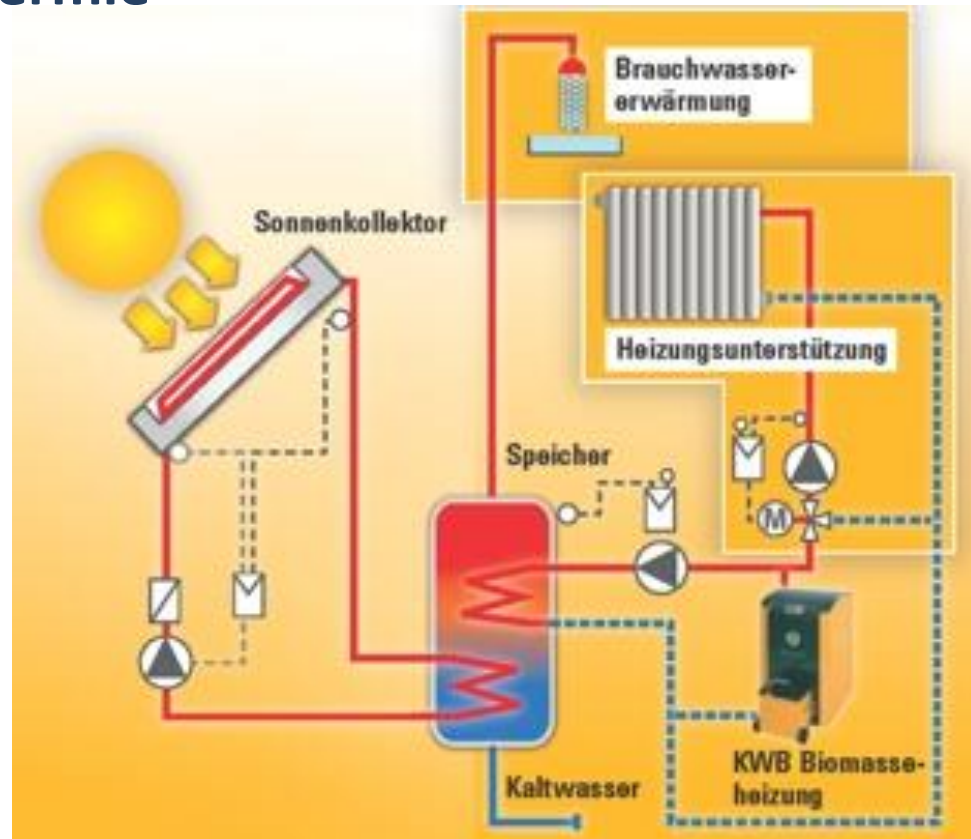 Brauchwasser-
erwärmung
Sonnenkollektor
Heizungsunterstützung
Speicher
M
KWB Biomasse-
heizung
Kaltwasser